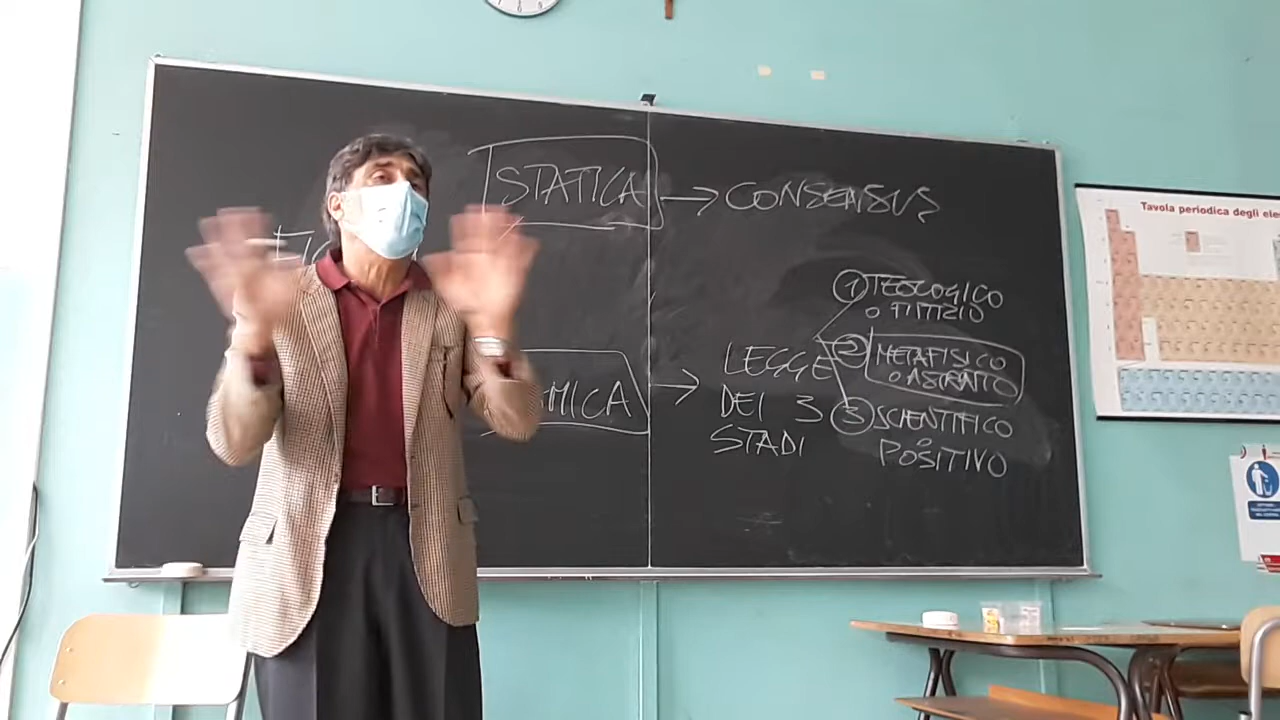 STATICA → CONSENSUS
MICA → LEGGE
DEI 3
STADI
① TEOLOGICO
O FITTIZIO
② METAFISICO
O ASTRATTO
③ SCIENTIFICO
O
POSITIVO
Tavola periodica degli ele